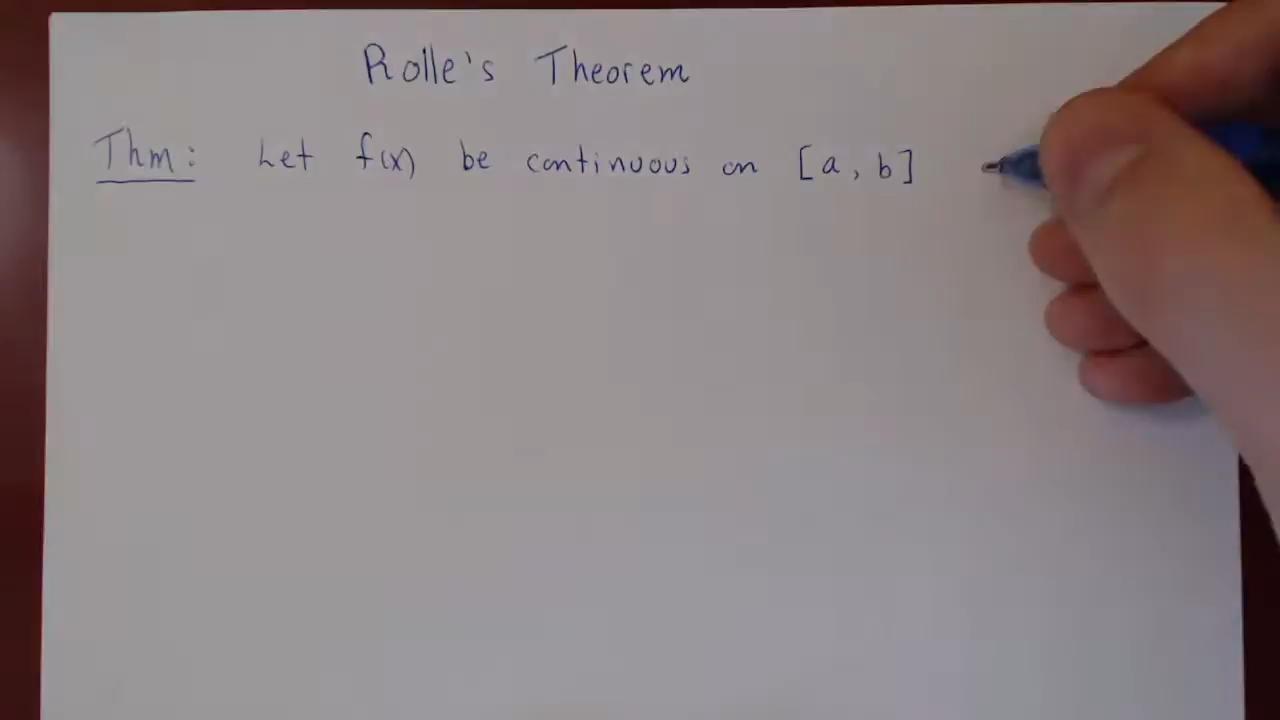 Rolle's Theorem
Thm: Let f(x) be continuous on [a, b]